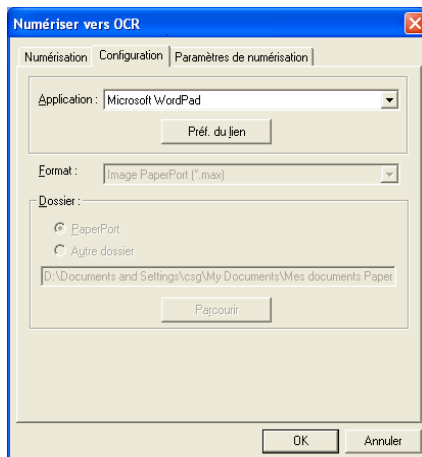 Numériser vers OCR
Numérisation Configuration Paramètres de numérisation
Application : Microsoft WordPad
Préf. du lien
Format : Image PaperPort (*.max)
Dossier :
PaperPort
Autre dossier
D:\Documents and Settings\csg\My Documents\Mes documents Paper
Parcourir
OK Annuler